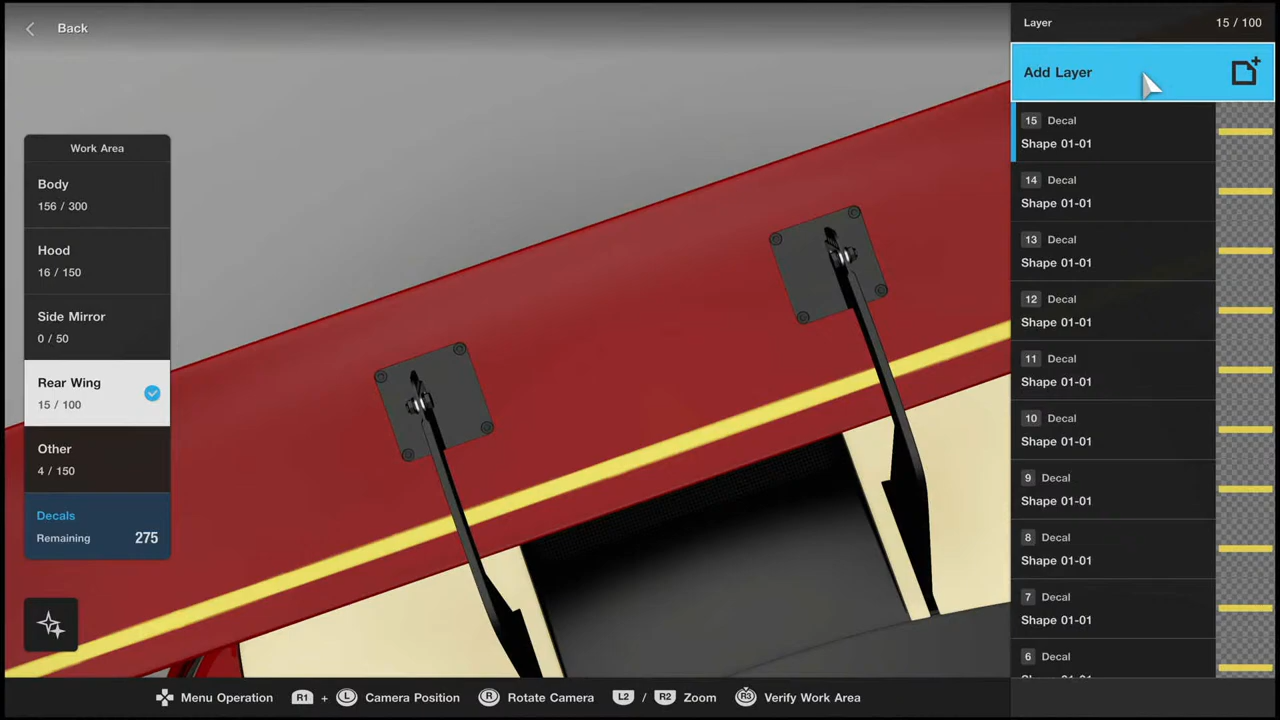 Back
Layer 15 / 100
Add Layer
15 Decal
Shape 01-01
14 Decal
Shape 01-01
13 Decal
Shape 01-01
12 Decal
Shape 01-01
11 Decal
Shape 01-01
10 Decal
Shape 01-01
9 Decal
Shape 01-01
8 Decal
Shape 01-01
7 Decal
Shape 01-01
6 Decal
Work Area
Body
156 / 300
Hood
16 / 150
Side Mirror
0 / 50
Rear Wing
15 / 100
Other
4 / 150
Decals
Remaining 275
Menu Operation R1 + L Camera Position R Rotate Camera L2 / R2 Zoom R3 Verify Work Area